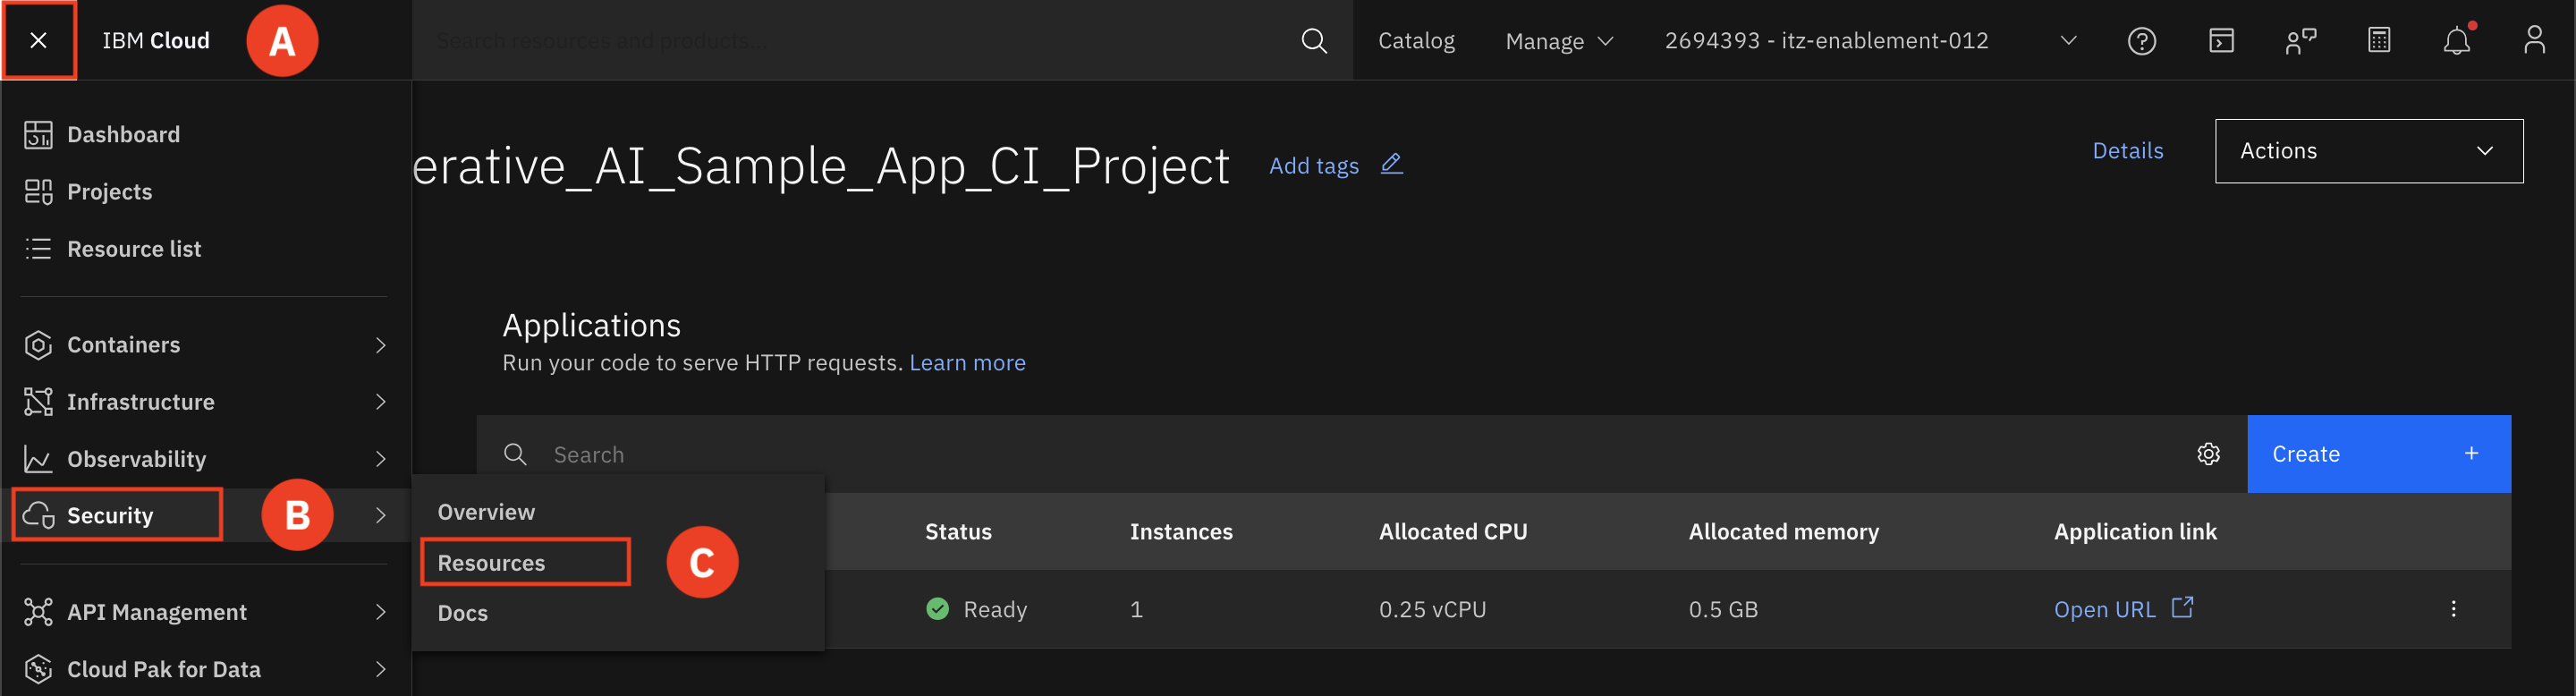 IBM Cloud
A
Search resources and products...
Catalog
Manage
2694393 - itz-enablement-012
Dashboard
Projects
Resource list
Containers
Infrastructure
Observability
Security
B
API Management
Cloud Pak for Data
Overview
Resources
C
Docs
erative_AI_Sample_App_CI_Project
Add tags
Details
Actions
Applications
Run your code to serve HTTP requests. Learn more
Search
Create +
Status Instances Allocated CPU Allocated memory Application link
Ready 1 0.25 vCPU 0.5 GB Open URL